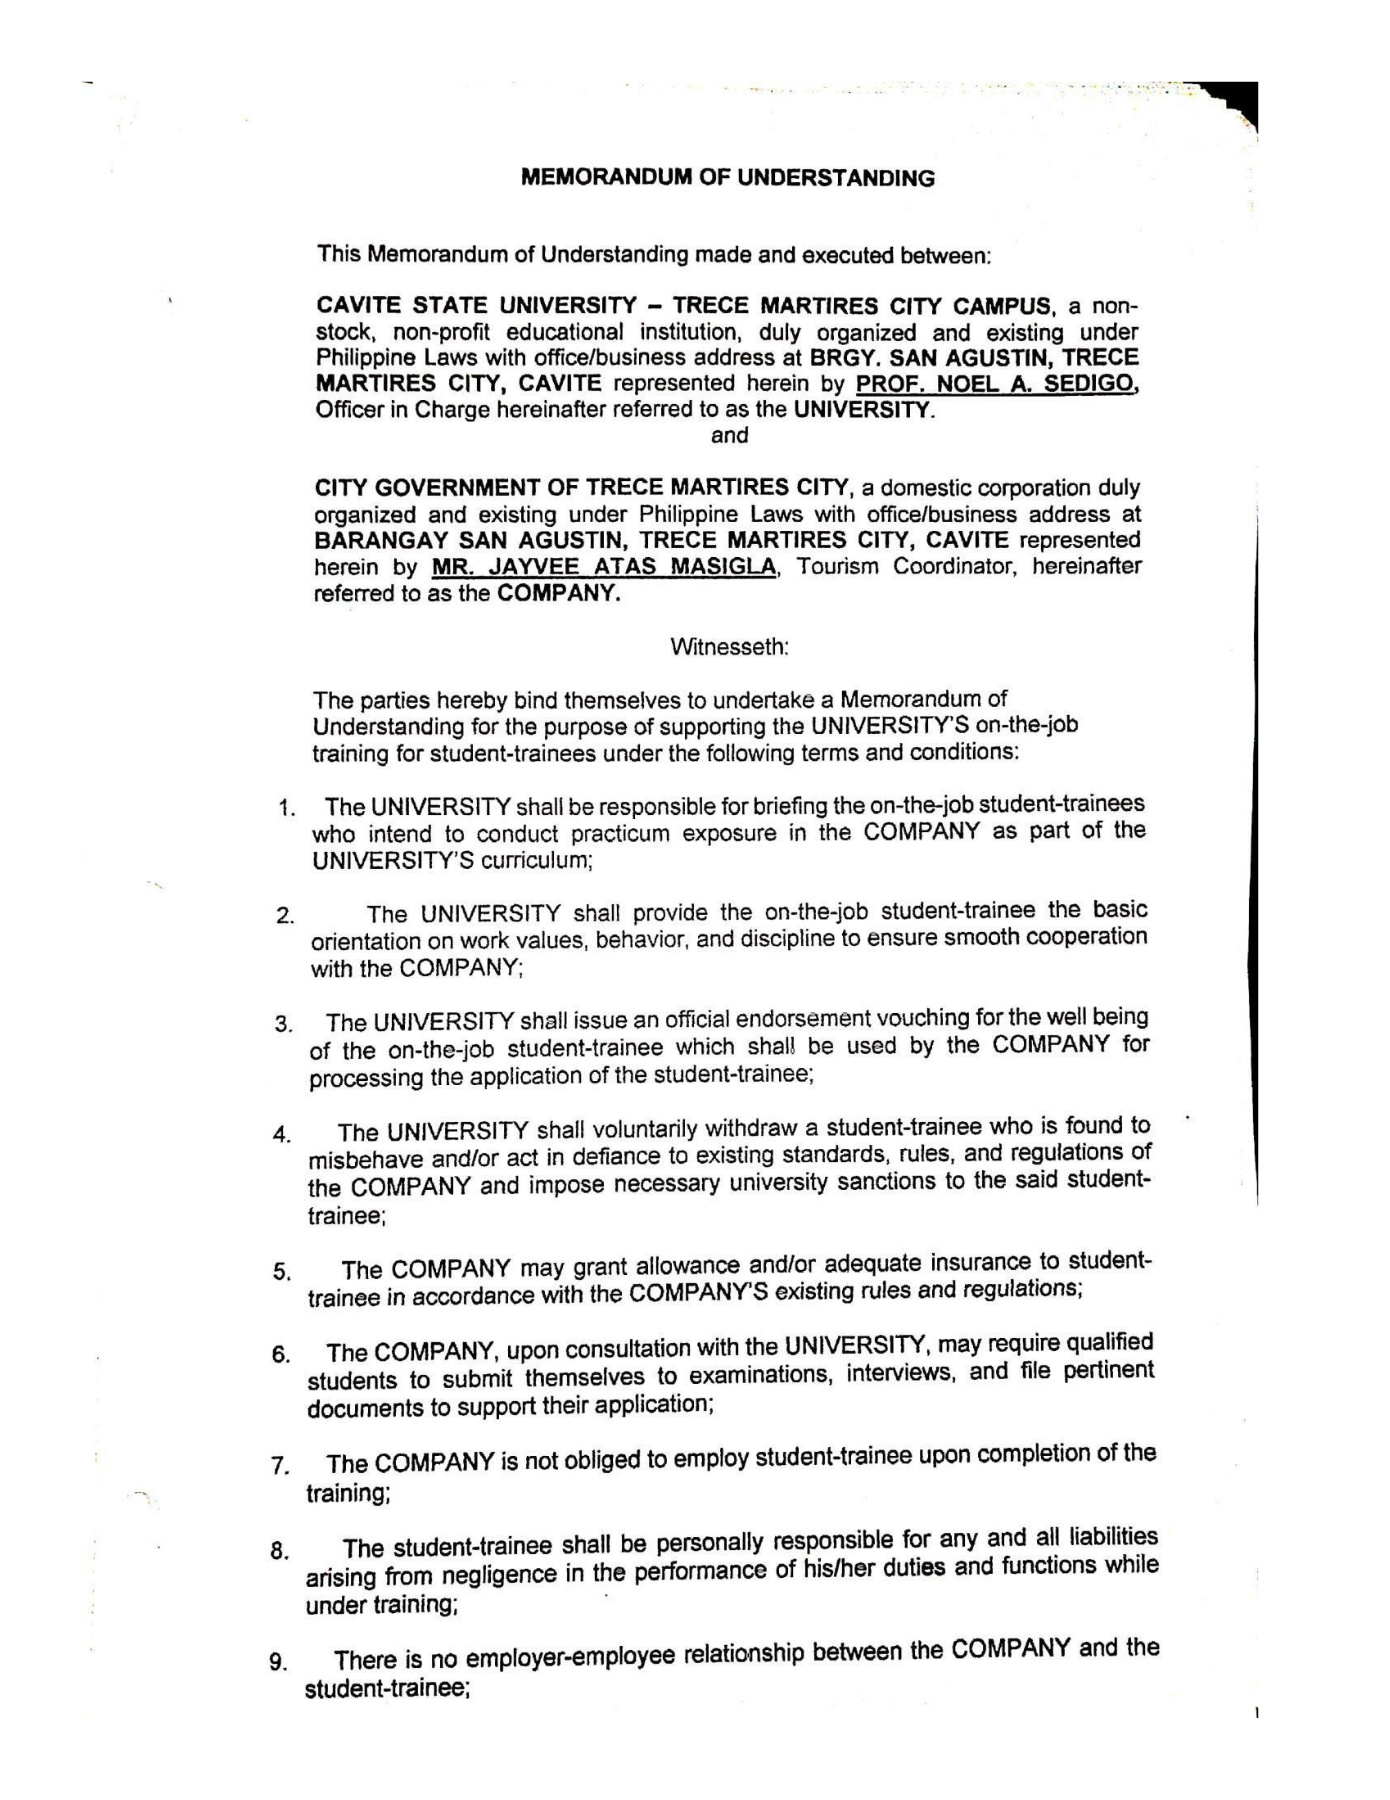 MEMORANDUM OF UNDERSTANDING
This Memorandum of Understanding made and executed between:
CAVITE STATE UNIVERSITY – TRECE MARTIRES CITY CAMPUS, a non-
stock, non-profit educational institution, duly organized and existing under
Philippine Laws with office/business address at BRGY. SAN AGUSTIN, TRECE
MARTIRES CITY, CAVITE represented herein by PROF. NOEL A. SEDIGO,
Officer in Charge hereinafter referred to as the UNIVERSITY.
and
CITY GOVERNMENT OF TRECE MARTIRES CITY, a domestic corporation duly
organized and existing under Philippine Laws with office/business address at
BARANGAY SAN AGUSTIN, TRECE MARTIRES CITY, CAVITE represented
herein by MR. JAYVEE ATAS MASIGLA, Tourism Coordinator, hereinafter
referred to as the COMPANY.
Witnesseth:
The parties hereby bind themselves to undertake a Memorandum of
Understanding for the purpose of supporting the UNIVERSITY'S on-the-job
training for student-trainees under the following terms and conditions:
1. The UNIVERSITY shall be responsible for briefing the on-the-job student-trainees
who intend to conduct practicum exposure in the COMPANY as part of the
UNIVERSITY'S curriculum;
2. The UNIVERSITY shall provide the on-the-job student-trainee the basic
orientation on work values, behavior, and discipline to ensure smooth cooperation
with the COMPANY;
3. The UNIVERSITY shall issue an official endorsement vouching for the well being
of the on-the-job student-trainee which shall be used by the COMPANY for
processing the application of the student-trainee;
4. The UNIVERSITY shall voluntarily withdraw a student-trainee who is found to
misbehave and/or act in defiance to existing standards, rules, and regulations of
the COMPANY and impose necessary university sanctions to the said student-
trainee;
5. The COMPANY may grant allowance and/or adequate insurance to student-
trainee in accordance with the COMPANY'S existing rules and regulations;
6. The COMPANY, upon consultation with the UNIVERSITY, may require qualified
students to submit themselves to examinations, interviews, and file pertinent
documents to support their application;
7. The COMPANY is not obliged to employ student-trainee upon completion of the
training;
8. The student-trainee shall be personally responsible for any and all liabilities
arising from negligence in the performance of his/her duties and functions while
under training;
9. There is no employer-employee relationship between the COMPANY and the
student-trainee;
1